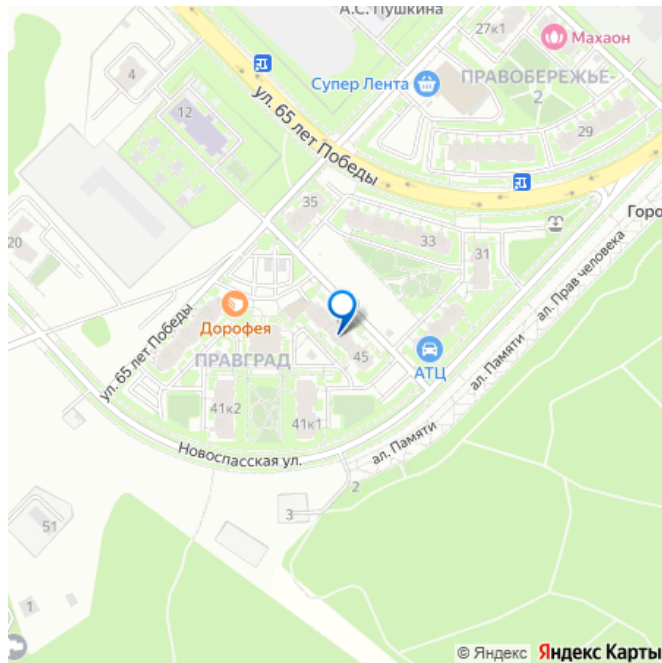 А.С. Пушкина
27к1
Махаон
4
Супер Лента
ПРАВОБЕРЕЖЬЕ-
2
12
ул. 65 лет Победы
29
35
Горо
20
33
31
ал. Прав человека
Дорофея
ПРАВГРАД
45
АТЦ
ал. Памяти
ул. 65 лет Победы
41к2
41к1
Новоспасская ул.
ал. Памяти
2
3
51
1
© Яндекс Яндекс Карты